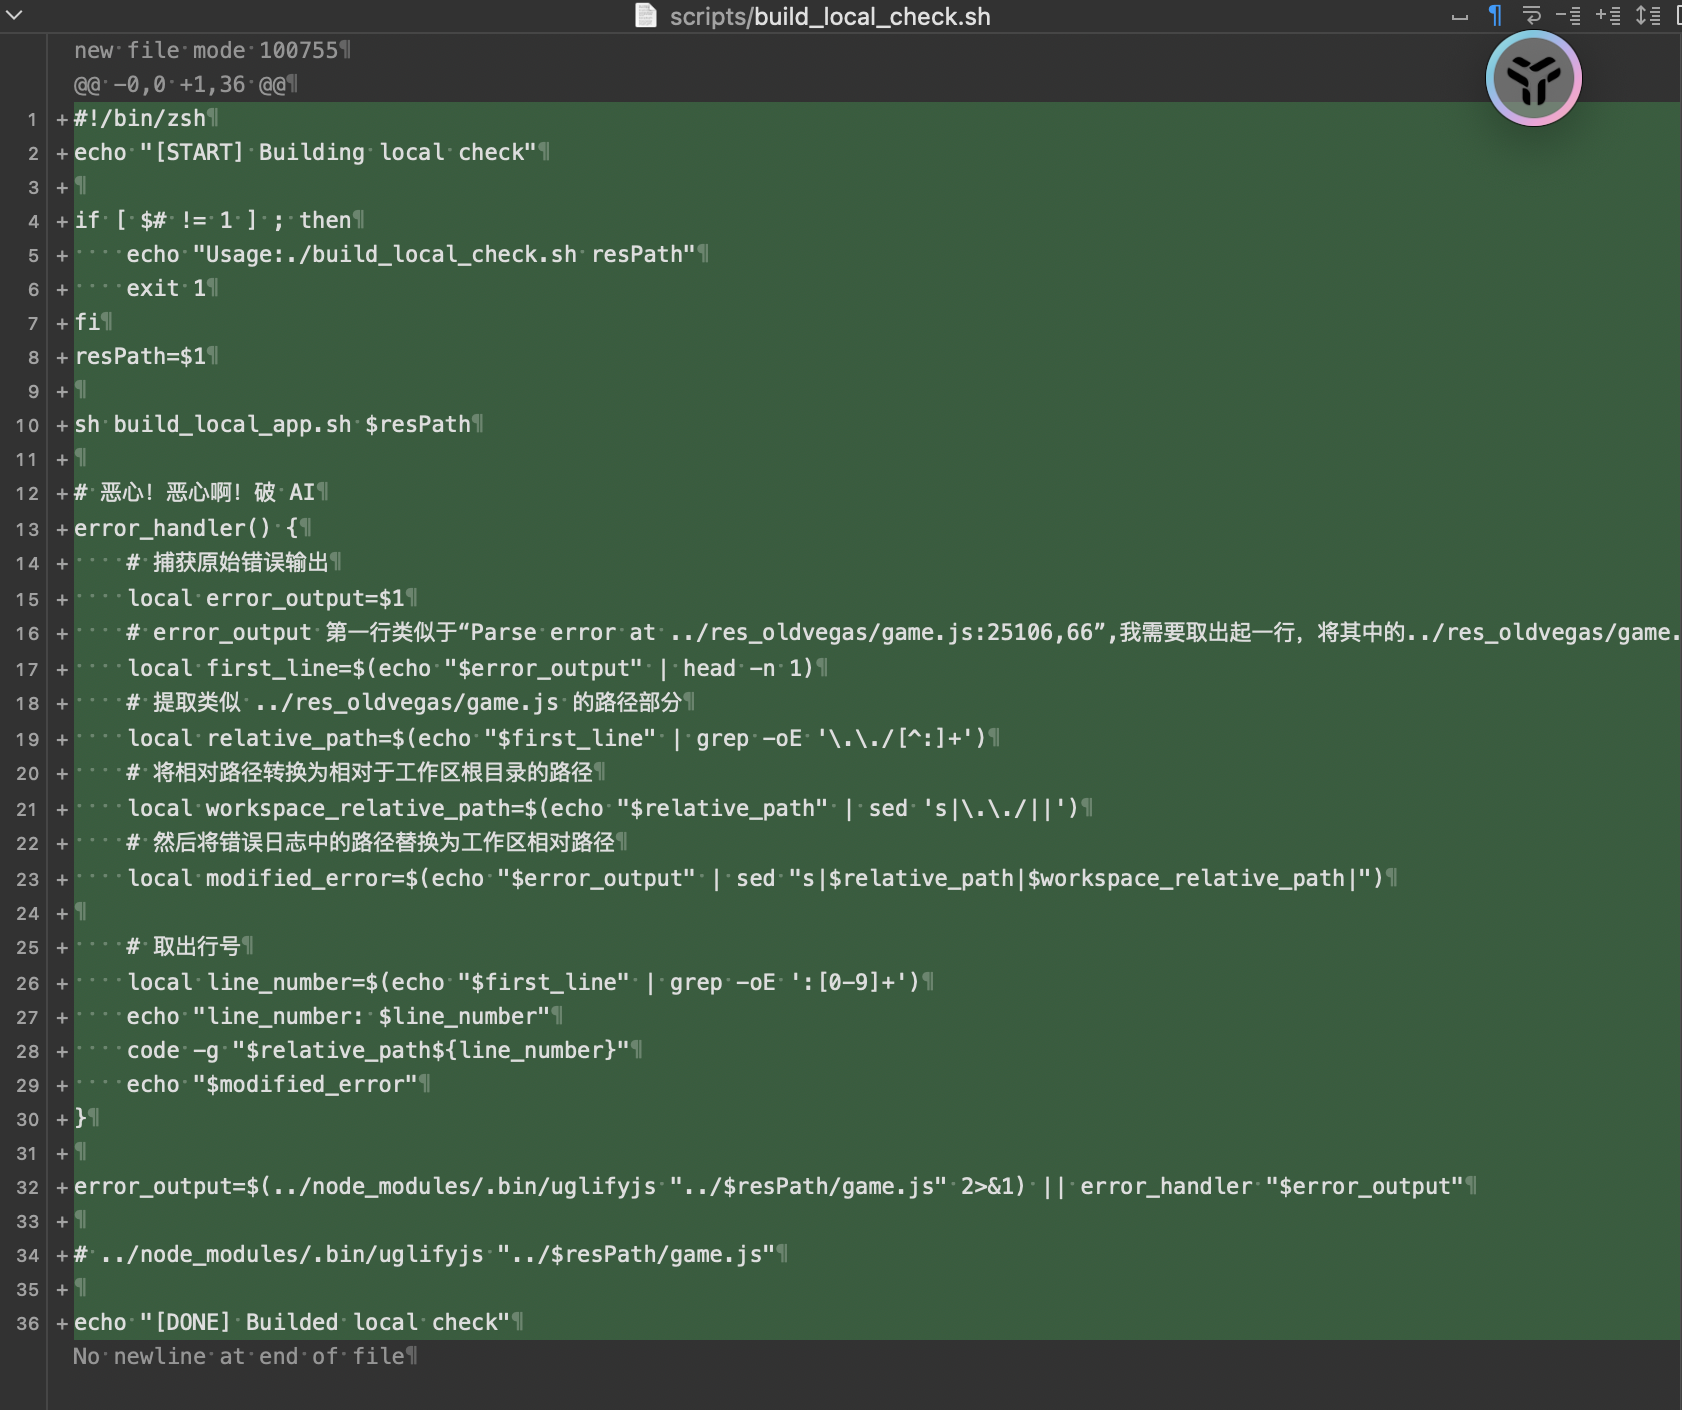 scripts/build_local_check.sh
new file mode 100755
@@ -0,0 +1,36 @@
1 +#!/bin/zsh
2 +echo "[START] Building local check"
3 +
4 +if [ $# != 1 ] ; then
5 +    echo "Usage:./build_local_check.sh resPath"
6 +    exit 1
7 +fi
8 +resPath=$1
9 +
10 +sh build_local_app.sh $resPath
11 +
12 +# 恶心！恶心啊！破 AI
13 +error_handler() {
14 +    # 捕获原始错误输出
15 +    local error_output=$1
16 +    # error_output 第一行类似于“Parse error at ../res_oldvegas/game.js:25106,66”,我需要取出起一行，将其中的../res_oldvegas/game.
17 +    local first_line=$(echo "$error_output" | head -n 1)
18 +    # 提取类似 ../res_oldvegas/game.js 的路径部分
19 +    local relative_path=$(echo "$first_line" | grep -oE '\.\./[^:]+')
20 +    # 将相对路径转换为相对于工作区根目录的路径
21 +    local workspace_relative_path=$(echo "$relative_path" | sed 's|\.\./||')
22 +    # 然后将错误日志中的路径替换为工作区相对路径
23 +    local modified_error=$(echo "$error_output" | sed "s|$relative_path|$workspace_relative_path|")
24 +
25 +    # 取出行号
26 +    local line_number=$(echo "$first_line" | grep -oE ':[0-9]+')
27 +    echo "line_number: $line_number"
28 +    code -g "$relative_path${line_number}"
29 +    echo "$modified_error"
30 +}
31 +
32 +error_output=$(../node_modules/.bin/uglifyjs "../$resPath/game.js" 2>&1) || error_handler "$error_output"
33 +
34 +# ../node_modules/.bin/uglifyjs "../$resPath/game.js"
35 +
36 +echo "[DONE] Builded local check"
No newline at end of file